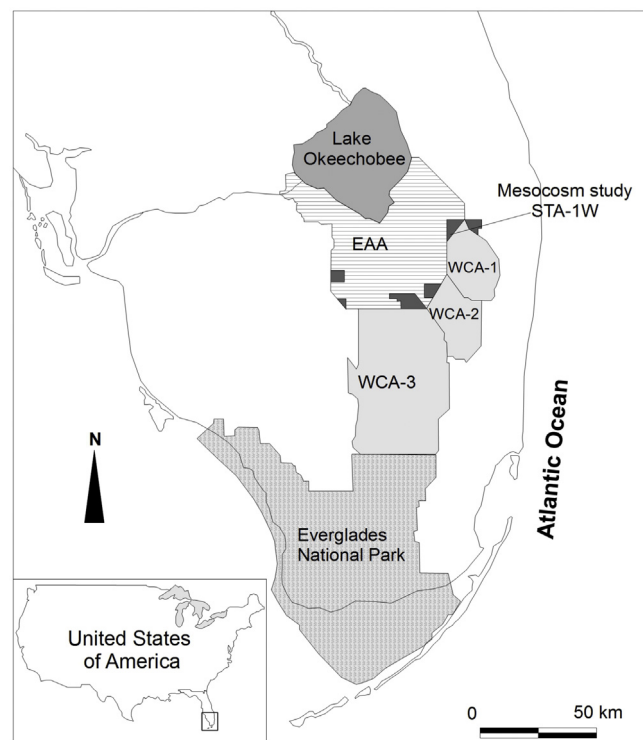 Lake
Okeechobee
Mesocosm study
STA-1W
EAA
WCA-1
WCA-2
WCA-3
Atlantic Ocean
N
Everglades
National Park
United States
of America
0 50 km